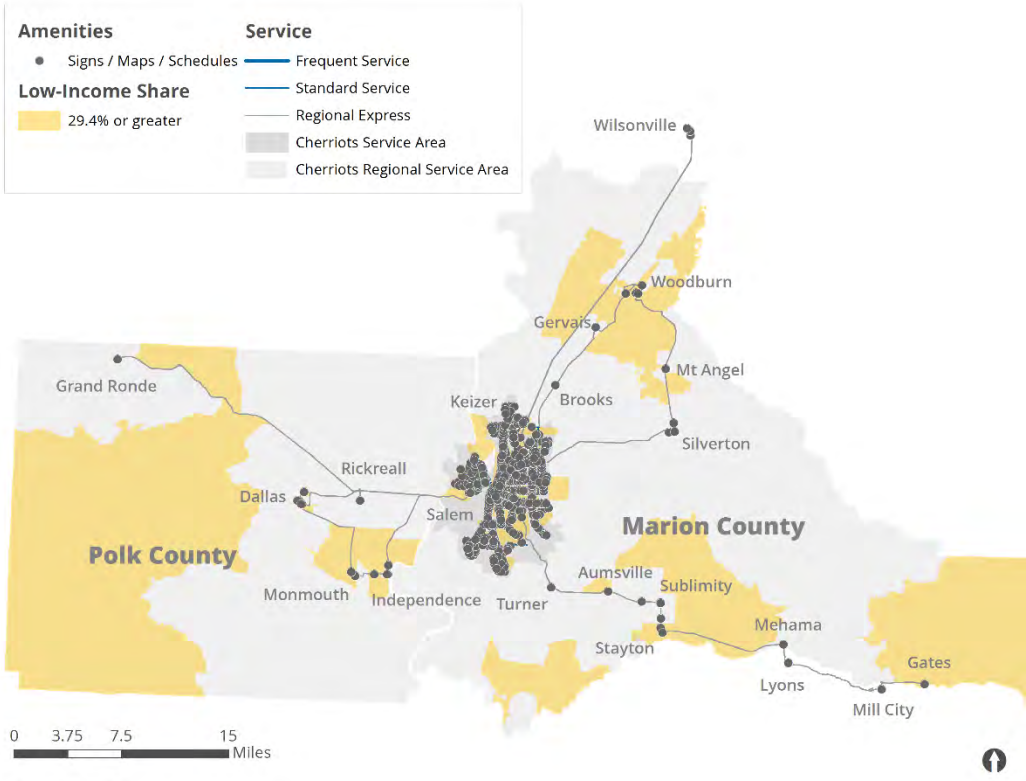 Amenities
Signs / Maps / Schedules
Low-Income Share
29.4% or greater
Service
Frequent Service
Standard Service
Regional Express
Cherriots Service Area
Cherriots Regional Service Area
Wilsonville
Woodburn
Gervais
Mt Angel
Grand Ronde
Keizer
Brooks
Silverton
Rickreall
Dallas
Salem
Marion County
Polk County
Aumsville
Sublimity
Monmouth
Independence
Turner
Mehama
Stayton
Gates
Lyons
Mill City
0 3.75 7.5 15
Miles